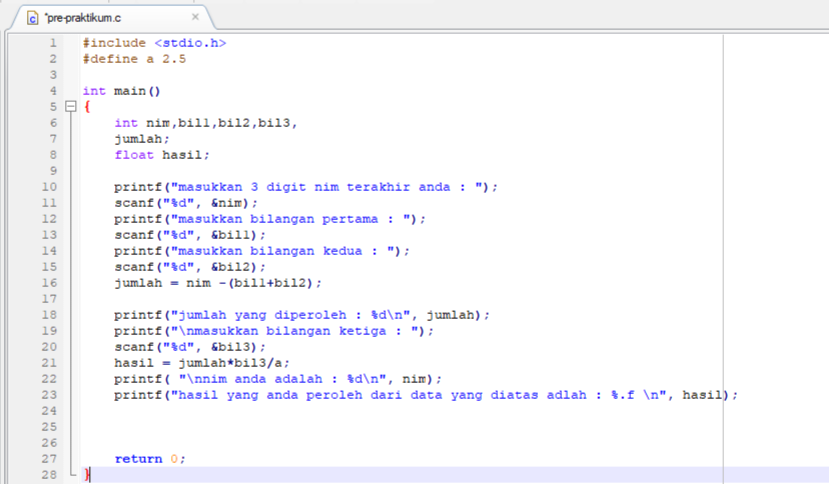 *pre-praktikum.c
1 #include <stdio.h>
2 #define a 2.5
3
4 int main()
5 {
6 int nim,bil1,bil2,bil3,
7 jumlah;
8 float hasil;
9
10 printf("masukkan 3 digit nim terakhir anda : ");
11 scanf("%d", &nim);
12 printf("masukkan bilangan pertama : ");
13 scanf("%d", &bil1);
14 printf("masukkan bilangan kedua : ");
15 scanf("%d", &bil2);
16 jumlah = nim -(bil1+bil2);
17
18 printf("jumlah yang diperoleh : %d\n", jumlah);
19 printf("\nmasukkan bilangan ketiga : ");
20 scanf("%d", &bil3);
21 hasil = jumlah*bil3/a;
22 printf( "\nnim anda adalah : %d\n", nim);
23 printf("hasil yang anda peroleh dari data yang diatas adlah : %.f \n", hasil);
24
25
26
27 return 0;
28 }